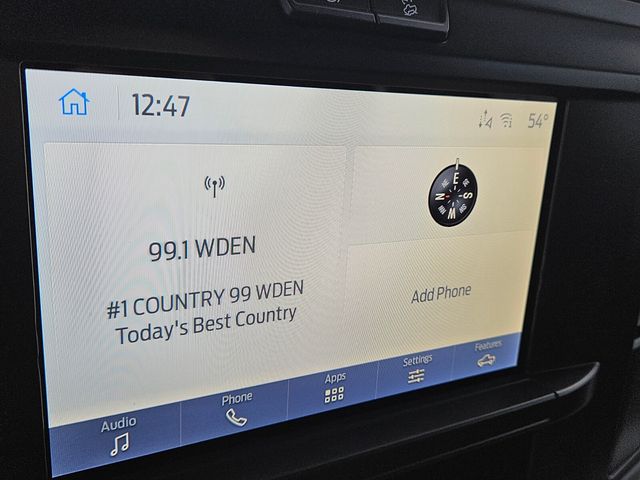 12:47
54°
99.1 WDEN
#1 COUNTRY 99 WDEN
Today's Best Country
E
N
S
W
Add Phone
Audio
Phone
Apps
Settings
Features